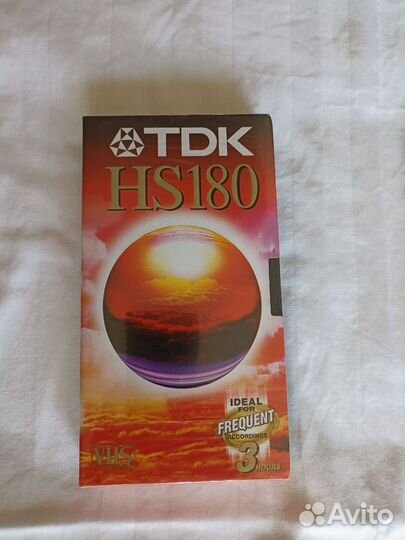 TDK
HS180
IDEAL
FOR
FREQUENT
RECORDINGS
3 HOURS
VHS
Avito